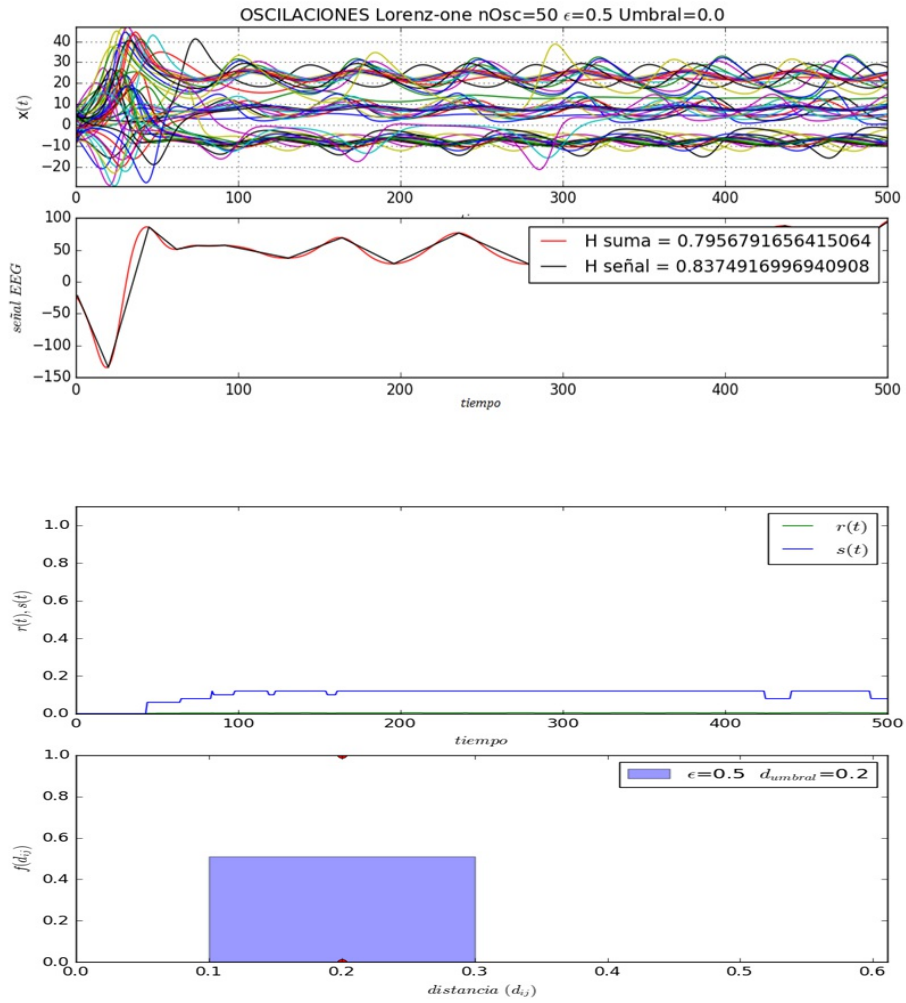 OSCILACIONES Lorenz-one nOsc=50 ϵ=0.5 Umbral=0.0
x(t)
40
30
20
10
0
−10
−20
0 100 200 300 400 500
señal EEG
100
50
0
−50
−100
−150
H suma = 0.7956791656415064
H señal = 0.8374916996940908
0 100 200 300 400 500
tiempo
r(t), s(t)
1.0
0.8
0.6
0.4
0.2
0.0
r(t)
s(t)
0 100 200 300 400 500
tiempo
f(d_ij)
1.0
0.8
0.6
0.4
0.2
0.0
ϵ=0.5 d_umbral=0.2
0.0 0.1 0.2 0.3 0.4 0.5 0.6
distancia (d_ij)